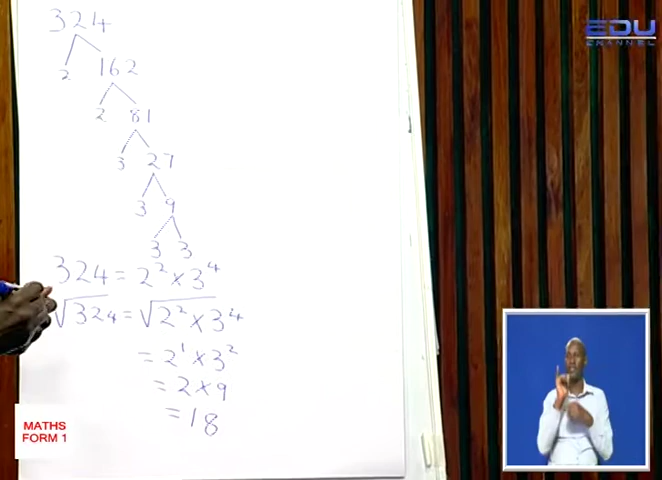 324
2 162
2 81
3 27
3 9
3 3
324 = 2² × 3⁴
√324 = √2² × 3⁴
= 2¹ × 3²
= 2 × 9
= 18
EDU
CHANNEL
MATHS
FORM 1